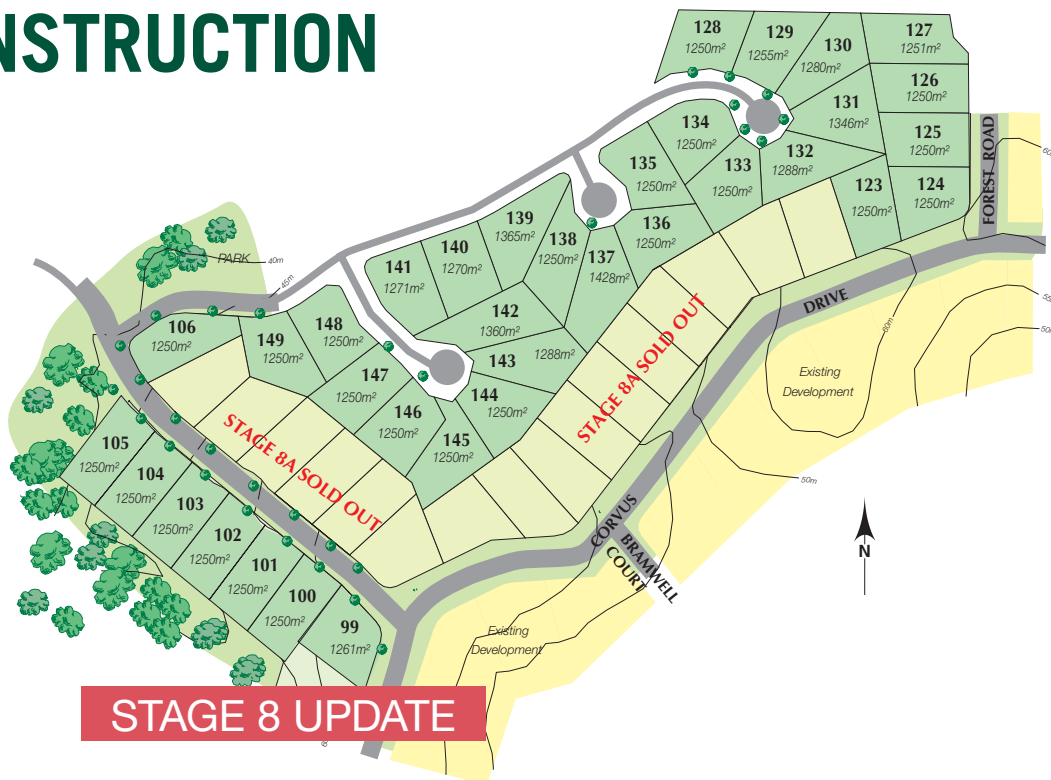 NSTRUCTION
128
1250m²
129
1255m²
130
1280m²
127
1251m²
126
1250m²
131
1346m²
125
1250m²
124
1250m²
123
1250m²
132
1288m²
133
1250m²
134
1250m²
135
1250m²
136
1250m²
137
1428m²
138
1250m²
139
1365m²
140
1270m²
141
1271m²
142
1360m²
143
1288m²
144
1250m²
145
1250m²
146
1250m²
147
1250m²
148
1250m²
149
1250m²
106
1250m²
105
1250m²
104
1250m²
103
1250m²
102
1250m²
101
1250m²
100
1250m²
99
1261m²
PARK
40m
45m
STAGE 8A SOLD OUT
STAGE 8A SOLD OUT
FOREST ROAD
DRIVE
CORVUS
BRAMWELL
COURT
Existing
Development
Existing
Development
60m
50m
N
STAGE 8 UPDATE